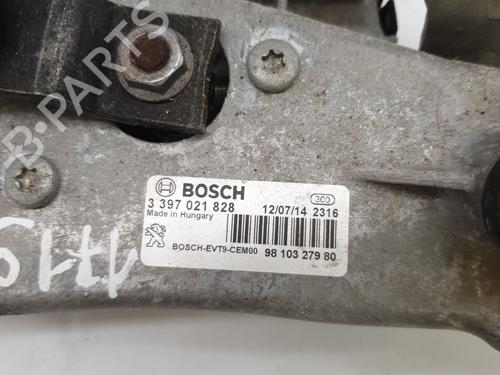 BOSCH
300
3 397 021 828 12/07/14 2316
Made in Hungary
BOSCH-EVT9-CEM00 98 103 279 80
B-PARTS